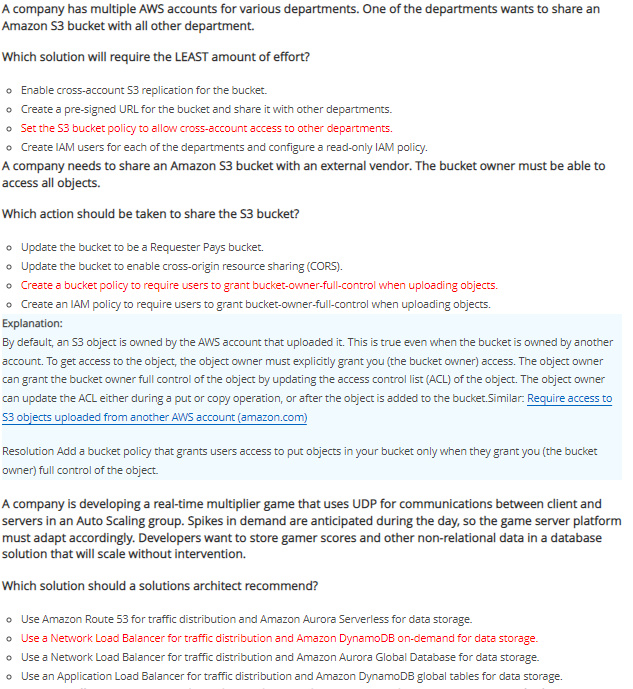 A company has multiple AWS accounts for various departments. One of the departments wants to share an
Amazon S3 bucket with all other department.
Which solution will require the LEAST amount of effort?
Enable cross-account S3 replication for the bucket.
Create a pre-signed URL for the bucket and share it with other departments.
Set the S3 bucket policy to allow cross-account access to other departments.
Create IAM users for each of the departments and configure a read-only IAM policy.
A company needs to share an Amazon S3 bucket with an external vendor. The bucket owner must be able to
access all objects.
Which action should be taken to share the S3 bucket?
Update the bucket to be a Requester Pays bucket.
Update the bucket to enable cross-origin resource sharing (CORS).
Create a bucket policy to require users to grant bucket-owner-full-control when uploading objects.
Create an IAM policy to require users to grant bucket-owner-full-control when uploading objects.
Explanation:
By default, an S3 object is owned by the AWS account that uploaded it. This is true even when the bucket is owned by another
account. To get access to the object, the object owner must explicitly grant you (the bucket owner) access. The object owner
can grant the bucket owner full control of the object by updating the access control list (ACL) of the object. The object owner
can update the ACL either during a put or copy operation, or after the object is added to the bucket.Similar: Require access to
S3 objects uploaded from another AWS account (amazon.com)
Resolution Add a bucket policy that grants users access to put objects in your bucket only when they grant you (the bucket
owner) full control of the object.
A company is developing a real-time multiplier game that uses UDP for communications between client and
servers in an Auto Scaling group. Spikes in demand are anticipated during the day, so the game server platform
must adapt accordingly. Developers want to store gamer scores and other non-relational data in a database
solution that will scale without intervention.
Which solution should a solutions architect recommend?
Use Amazon Route 53 for traffic distribution and Amazon Aurora Serverless for data storage.
Use a Network Load Balancer for traffic distribution and Amazon DynamoDB on-demand for data storage.
Use a Network Load Balancer for traffic distribution and Amazon Aurora Global Database for data storage.
Use an Application Load Balancer for traffic distribution and Amazon DynamoDB global tables for data storage.